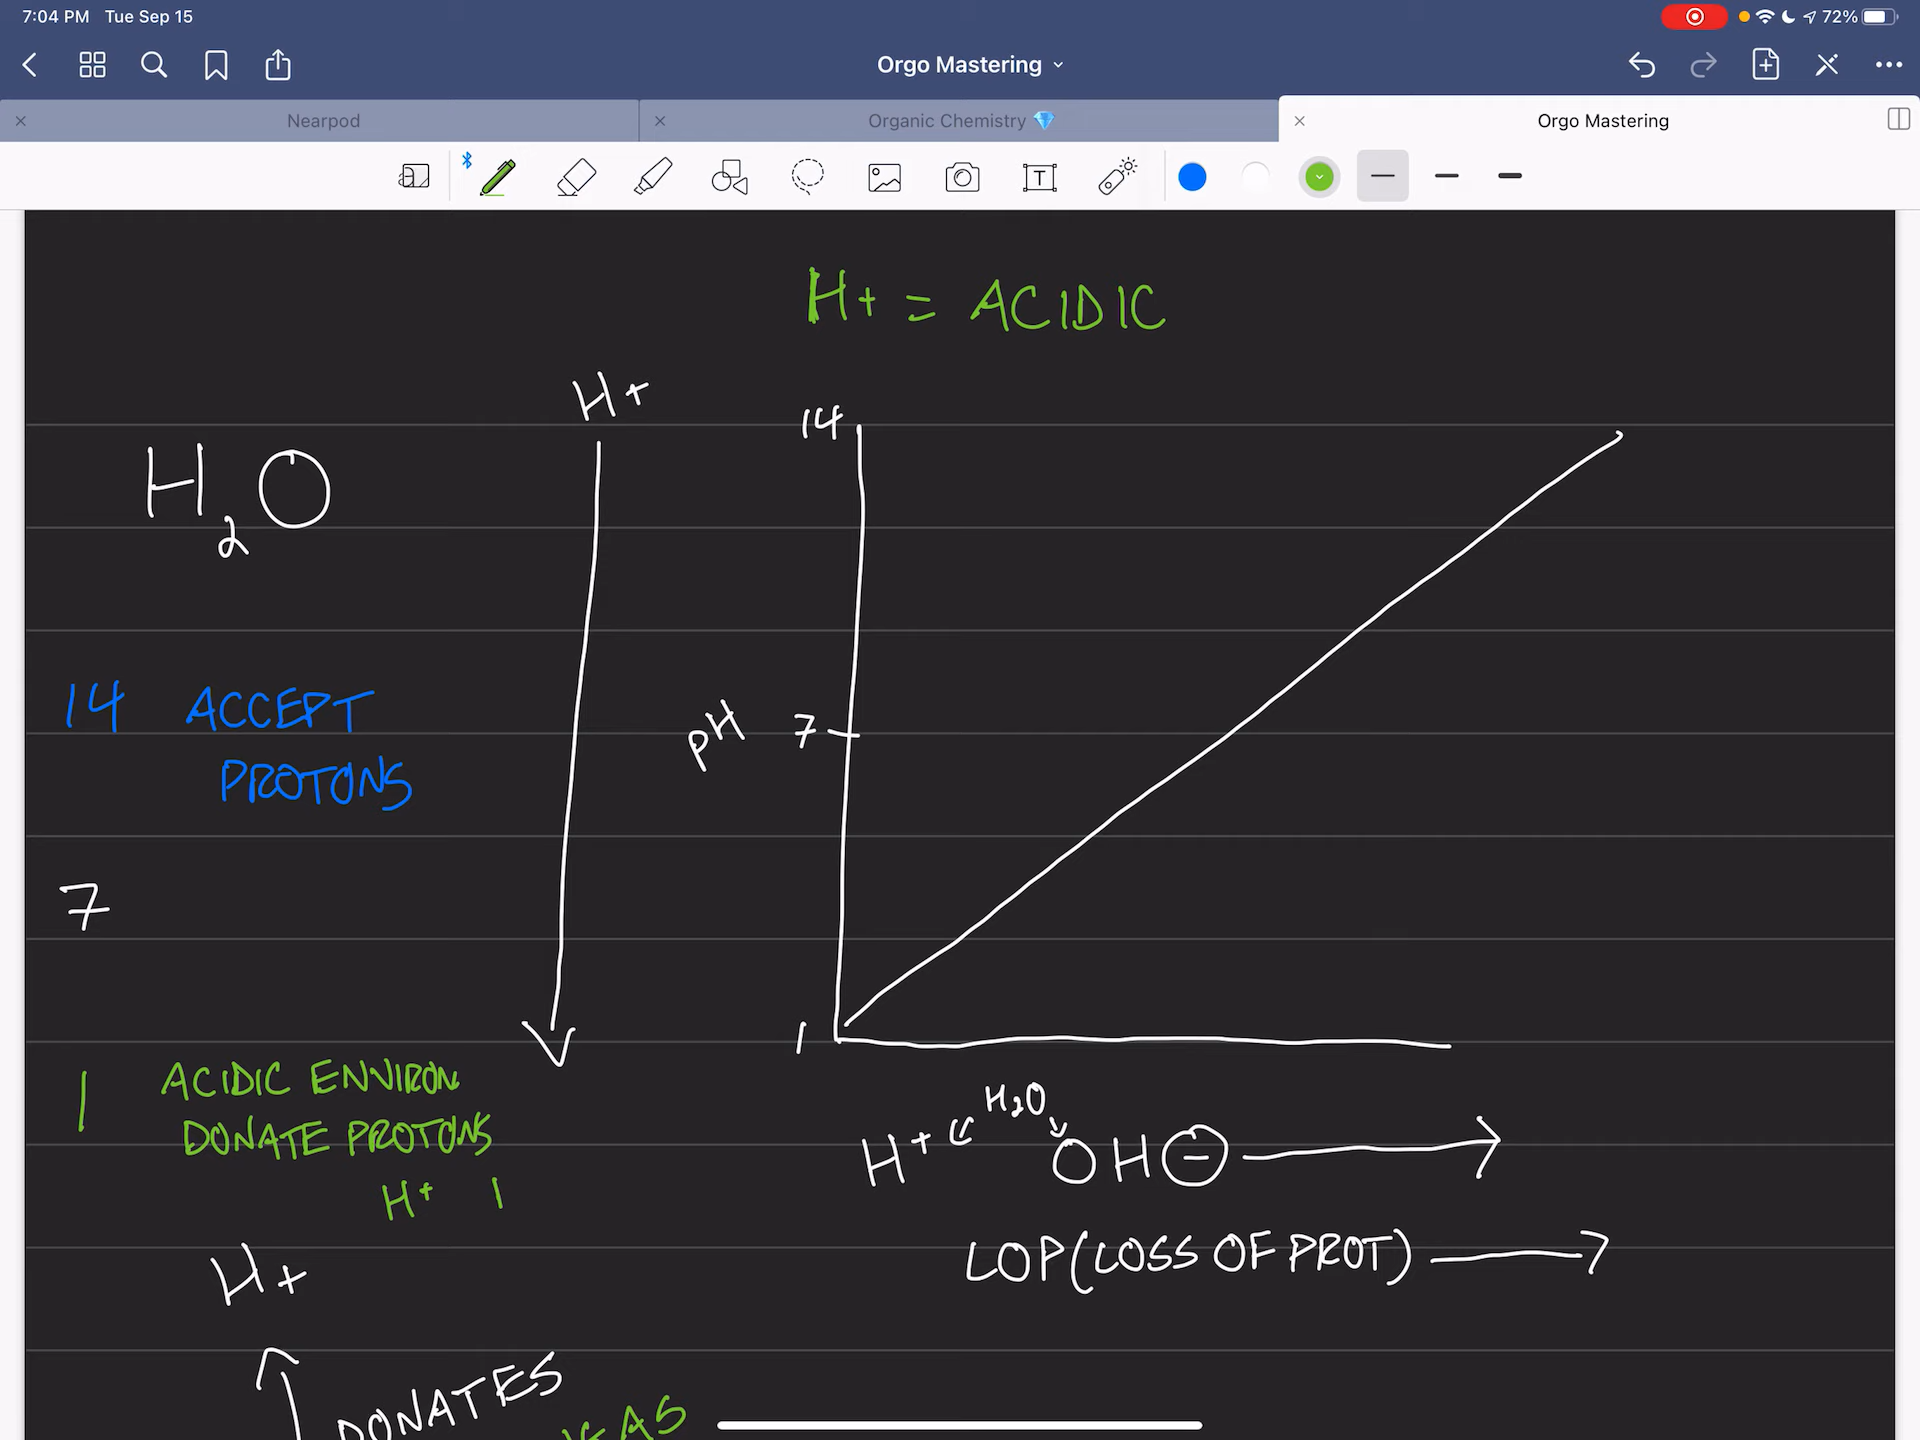 7:04 PM Tue Sep 15
72%
Orgo Mastering
Nearpod
Organic Chemistry 💎
Orgo Mastering
H+ = ACIDIC
H+
14
H2O
14 ACCEPT
PROTONS
pH 7
7
1
1 ACIDIC ENVIRON
DONATE PROTONS
H+ 1
H+
H2O
H+ OH⊖
LOP (LOSS OF PROT)
DONATES